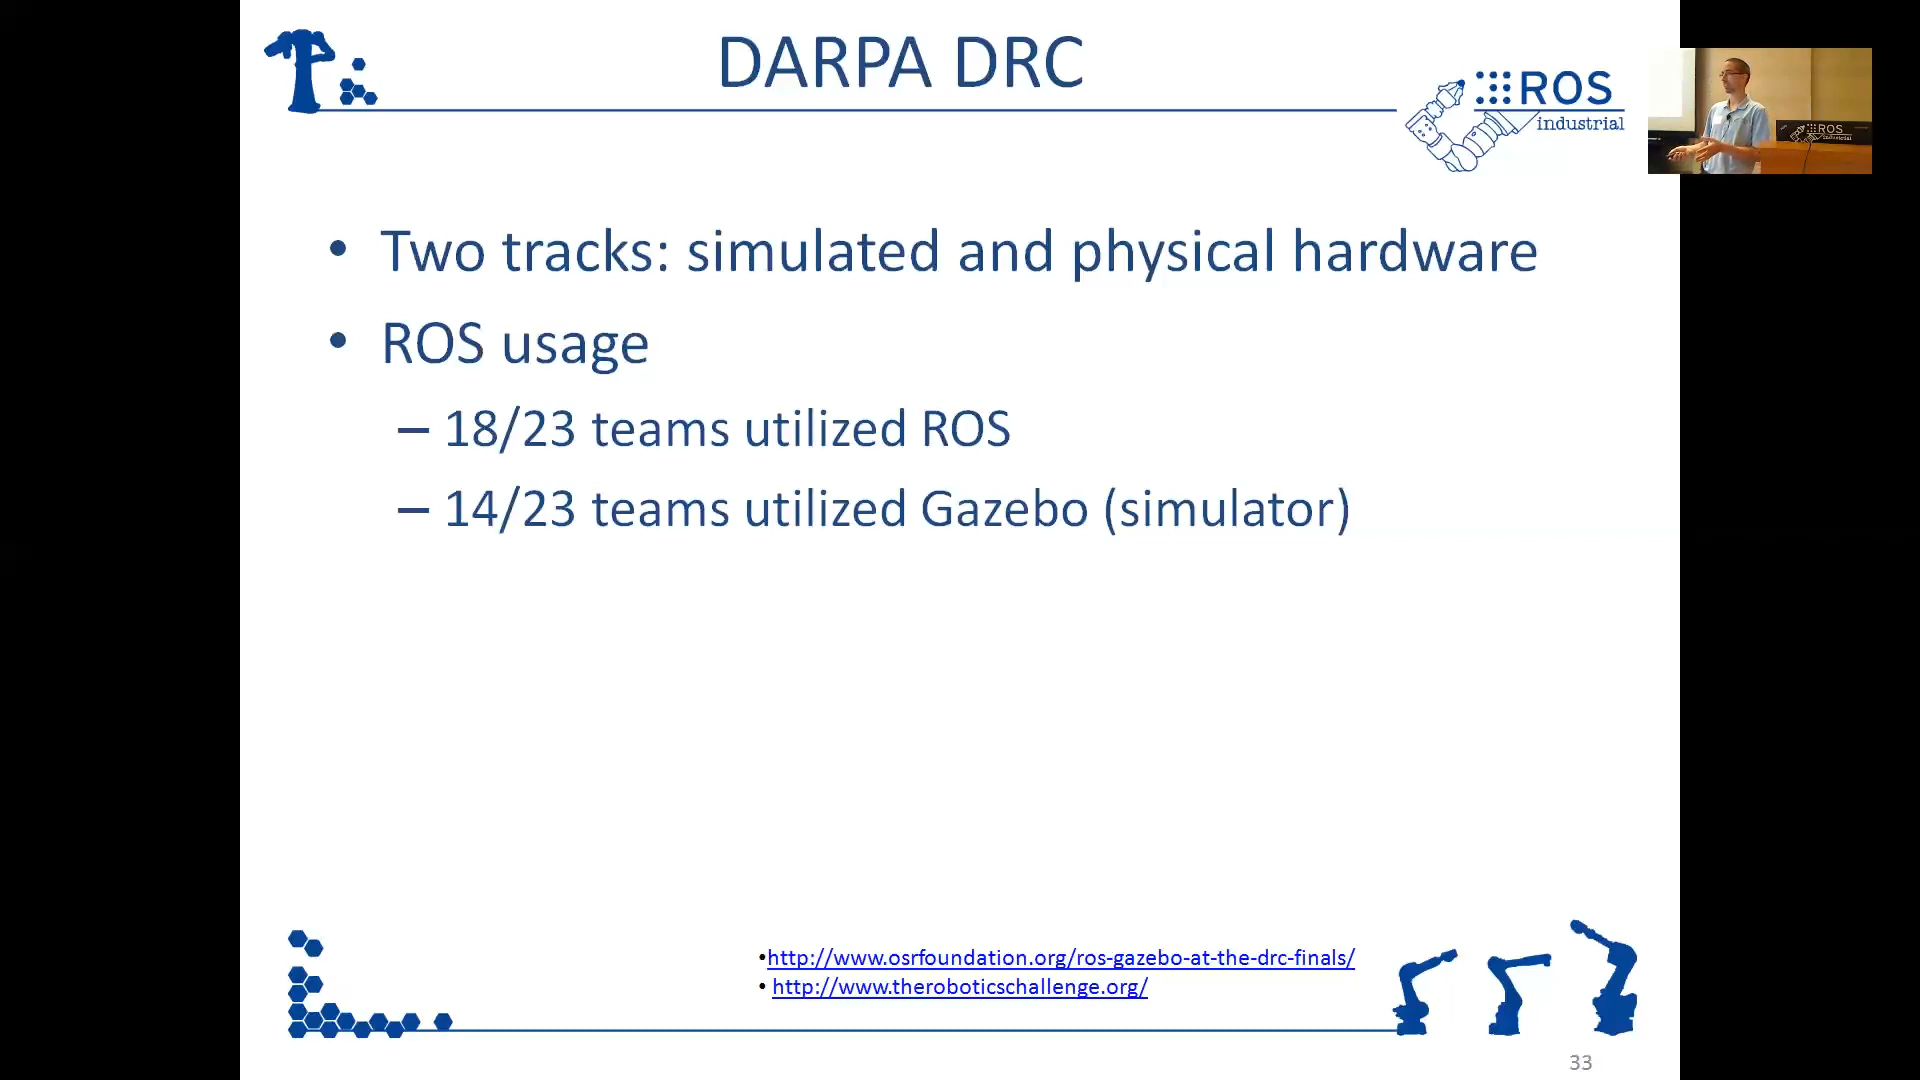 DARPA DRC
ROS
industrial
ROS
industrial
• Two tracks: simulated and physical hardware
• ROS usage
– 18/23 teams utilized ROS
– 14/23 teams utilized Gazebo (simulator)
•http://www.osrfoundation.org/ros-gazebo-at-the-drc-finals/
• http://www.theroboticschallenge.org/
33